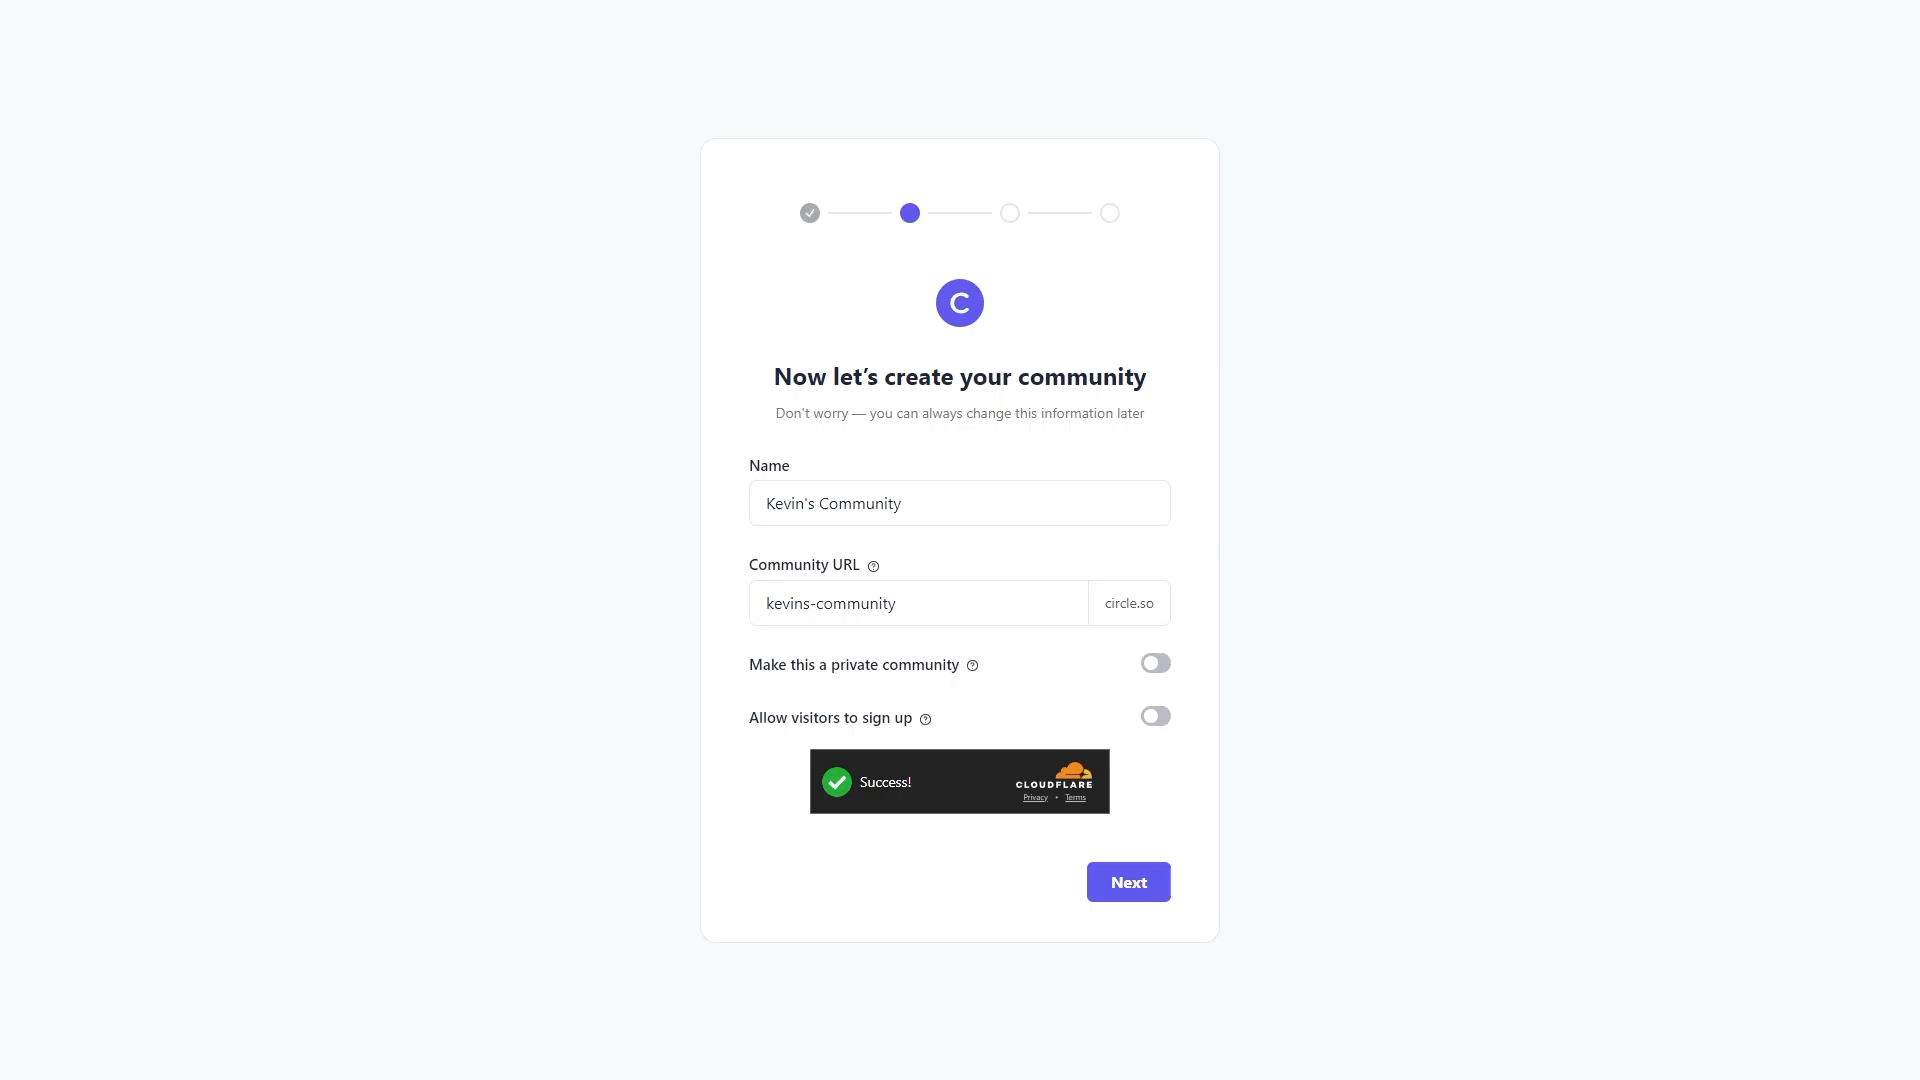 C
Now let’s create your community
Don't worry — you can always change this information later
Name
Kevin's Community
Community URL ?
kevins-community circle.so
Make this a private community ?
Allow visitors to sign up ?
Success!
CLOUDFLARE
Privacy • Terms
Next